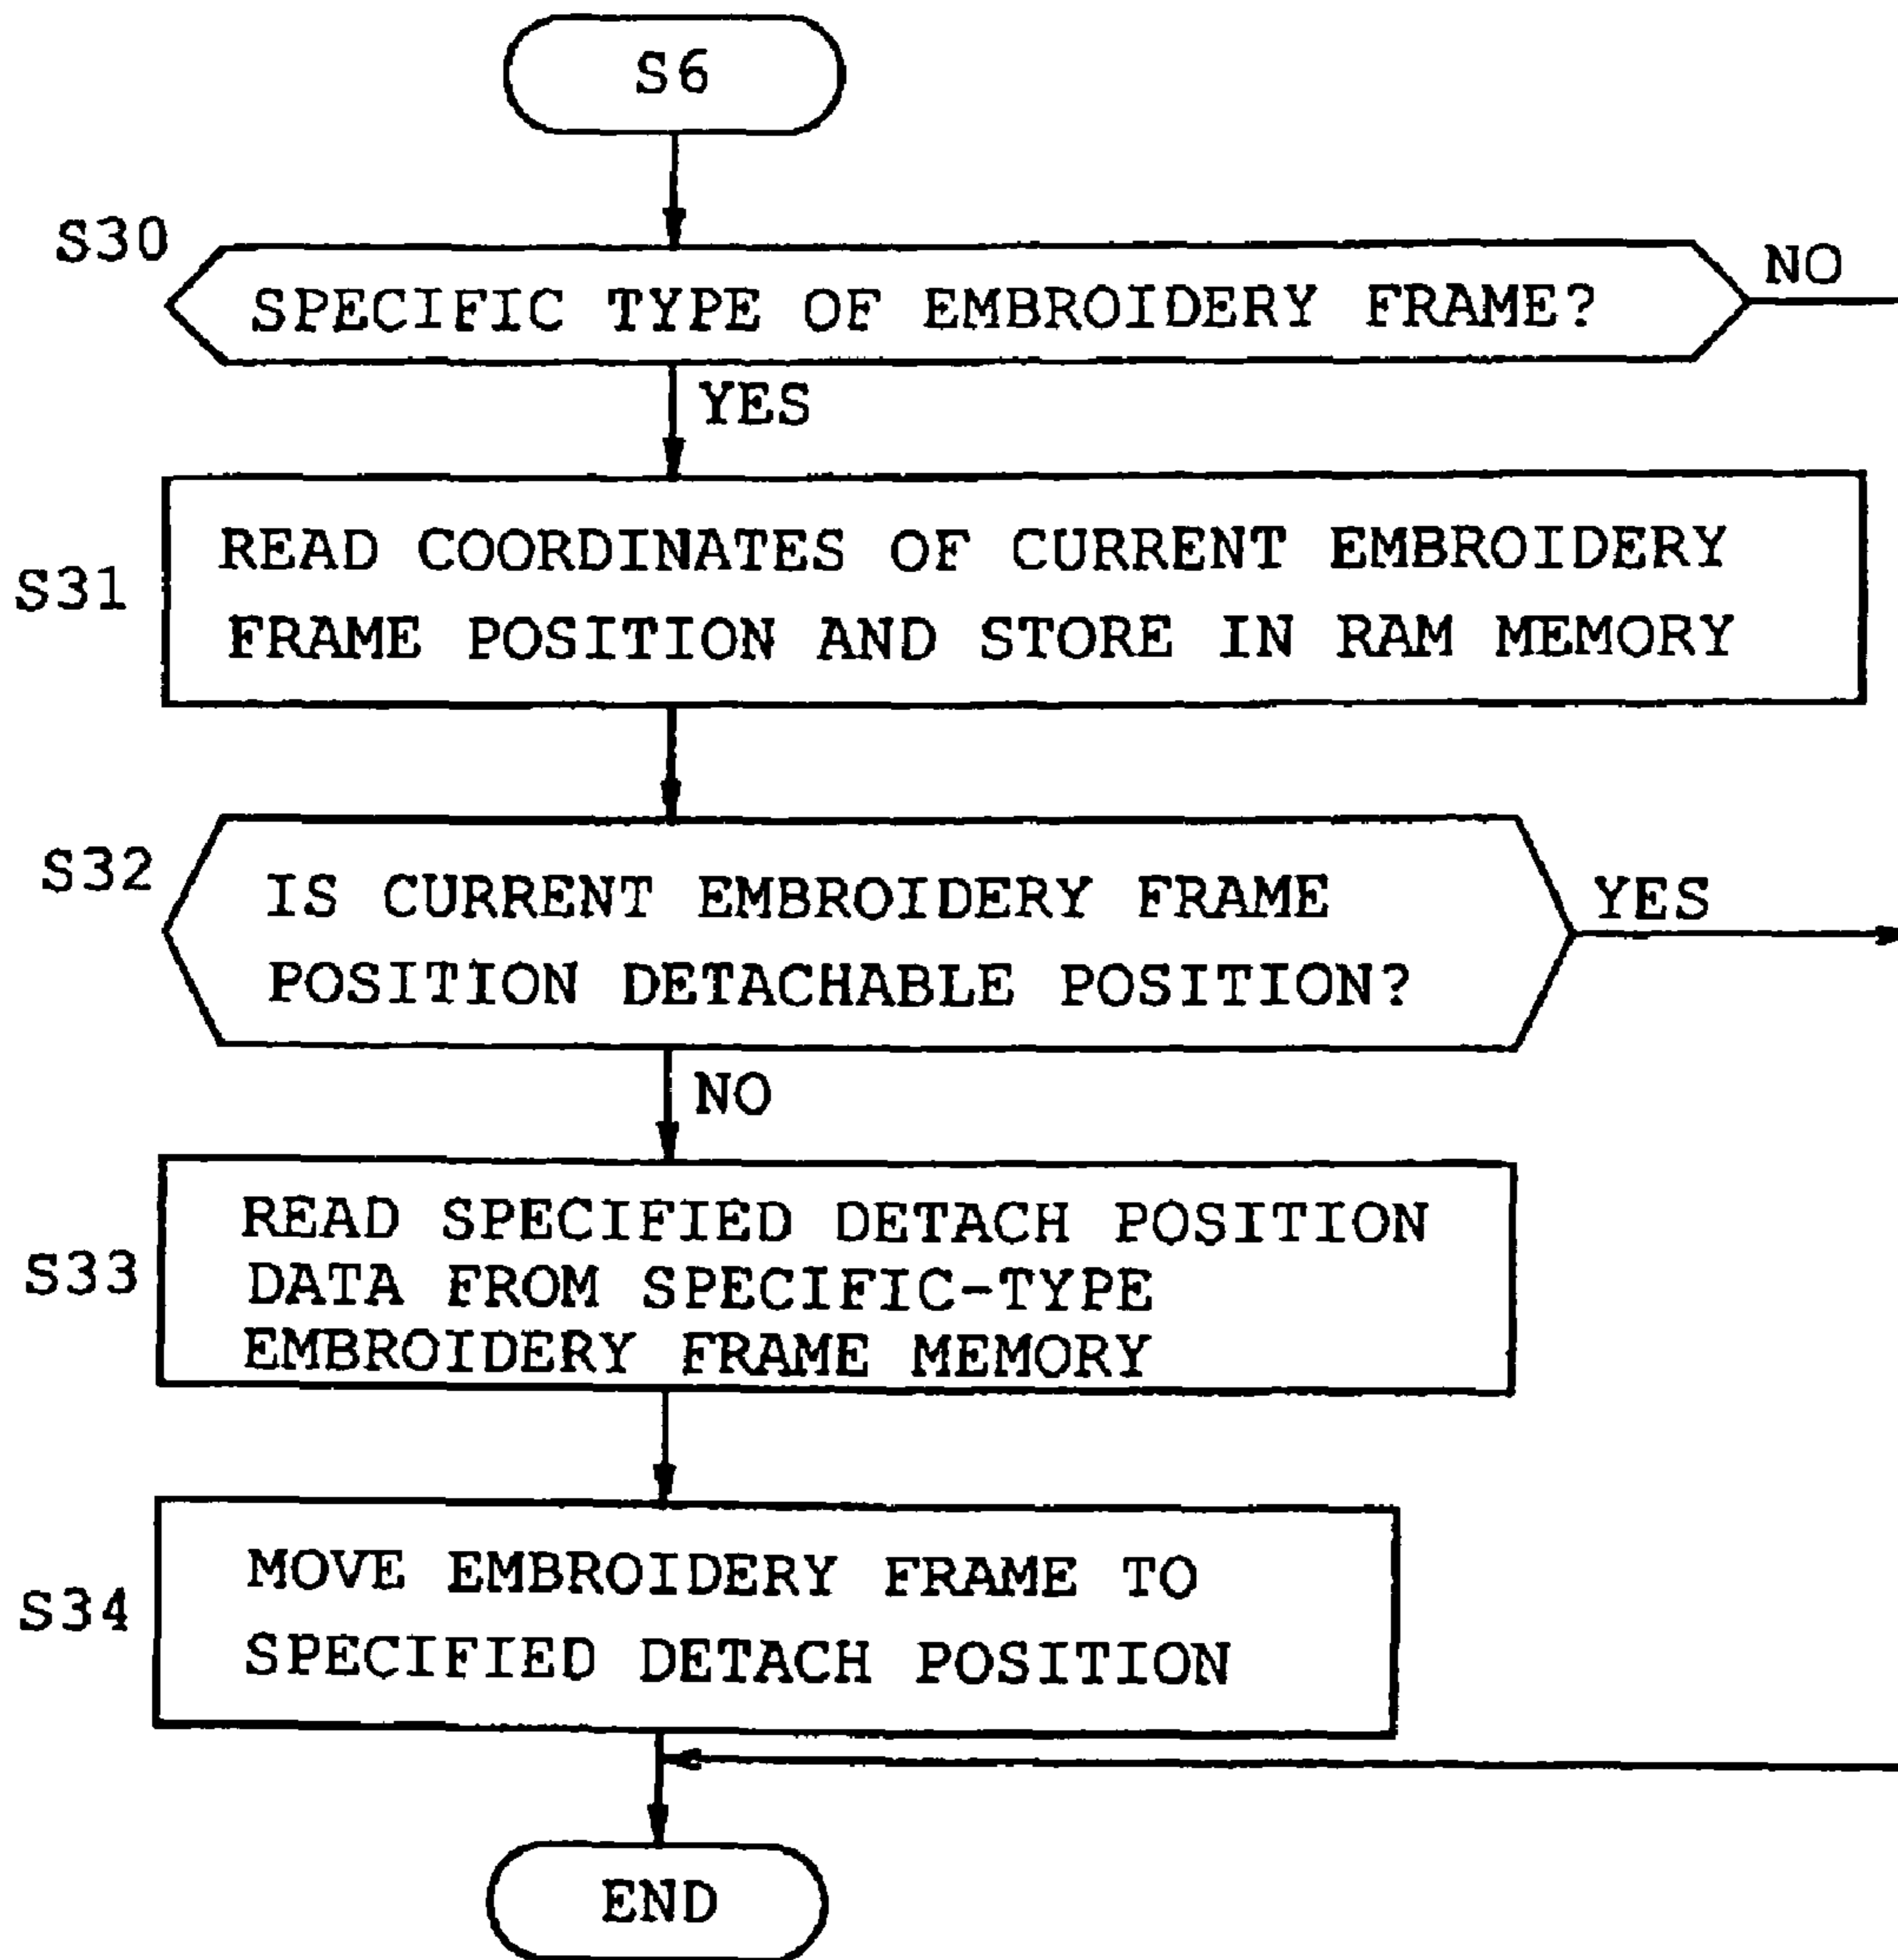 S6
S30
SPECIFIC TYPE OF EMBROIDERY FRAME?
NO
YES
S31
READ COORDINATES OF CURRENT EMBROIDERY
FRAME POSITION AND STORE IN RAM MEMORY
S32
IS CURRENT EMBROIDERY FRAME
POSITION DETACHABLE POSITION?
YES
NO
S33
READ SPECIFIED DETACH POSITION
DATA FROM SPECIFIC-TYPE
EMBROIDERY FRAME MEMORY
S34
MOVE EMBROIDERY FRAME TO
SPECIFIED DETACH POSITION
END